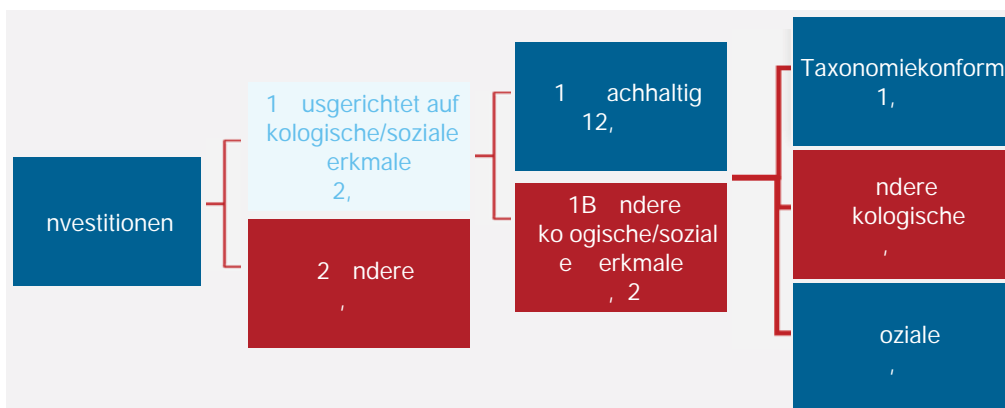 nvestitionen
1 usgerichtet auf
kologische/soziale
erkmale
2,
2 ndere
,
1 achhaltig
12,
1B ndere
ko ogische/sozial
e erkmale
, 2
Taxonomiekonform
1,
ndere
kologische
,
oziale
,